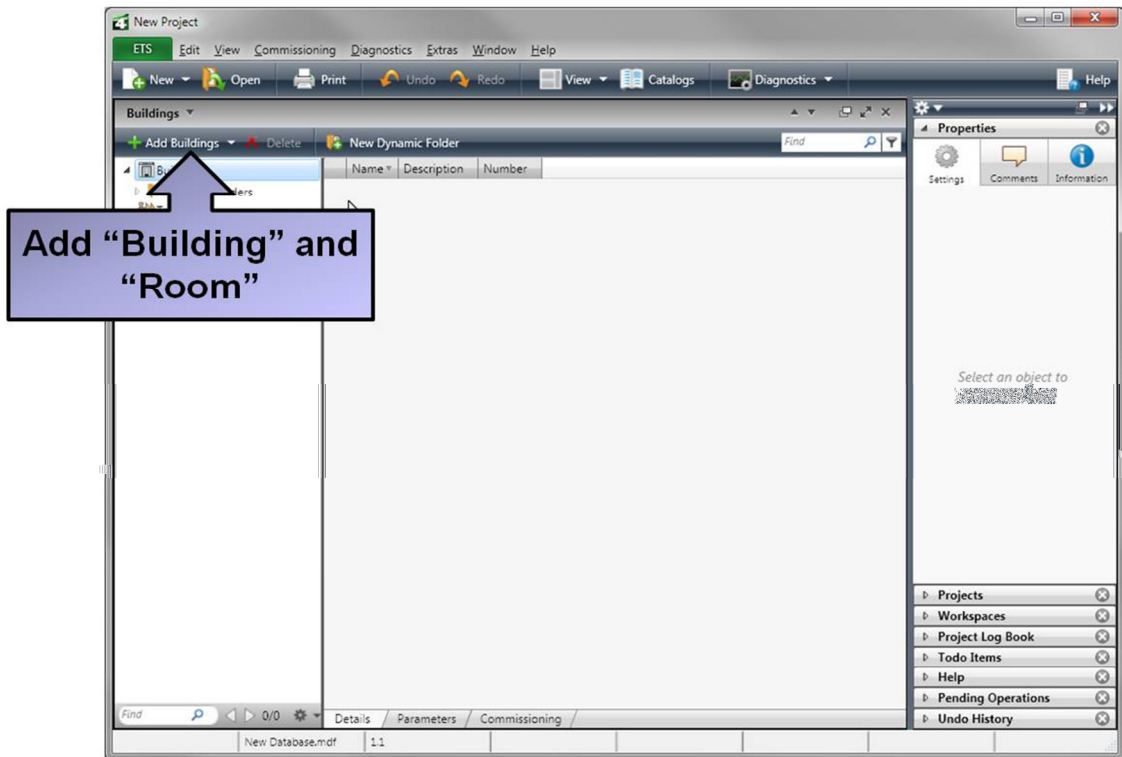 New Project
ETS Edit View Commissioning Diagnostics Extras Window Help
New Open Print Undo Redo View Catalogs Diagnostics Help
Buildings
Add Buildings Delete New Dynamic Folder Find
Name Description Number
Add “Building” and
“Room”
Properties
Settings Comments Information
Select an object to
Projects
Workspaces
Project Log Book
Todo Items
Help
Pending Operations
Undo History
Find 0/0 Details Parameters Commissioning
New Database.mdf 1.1